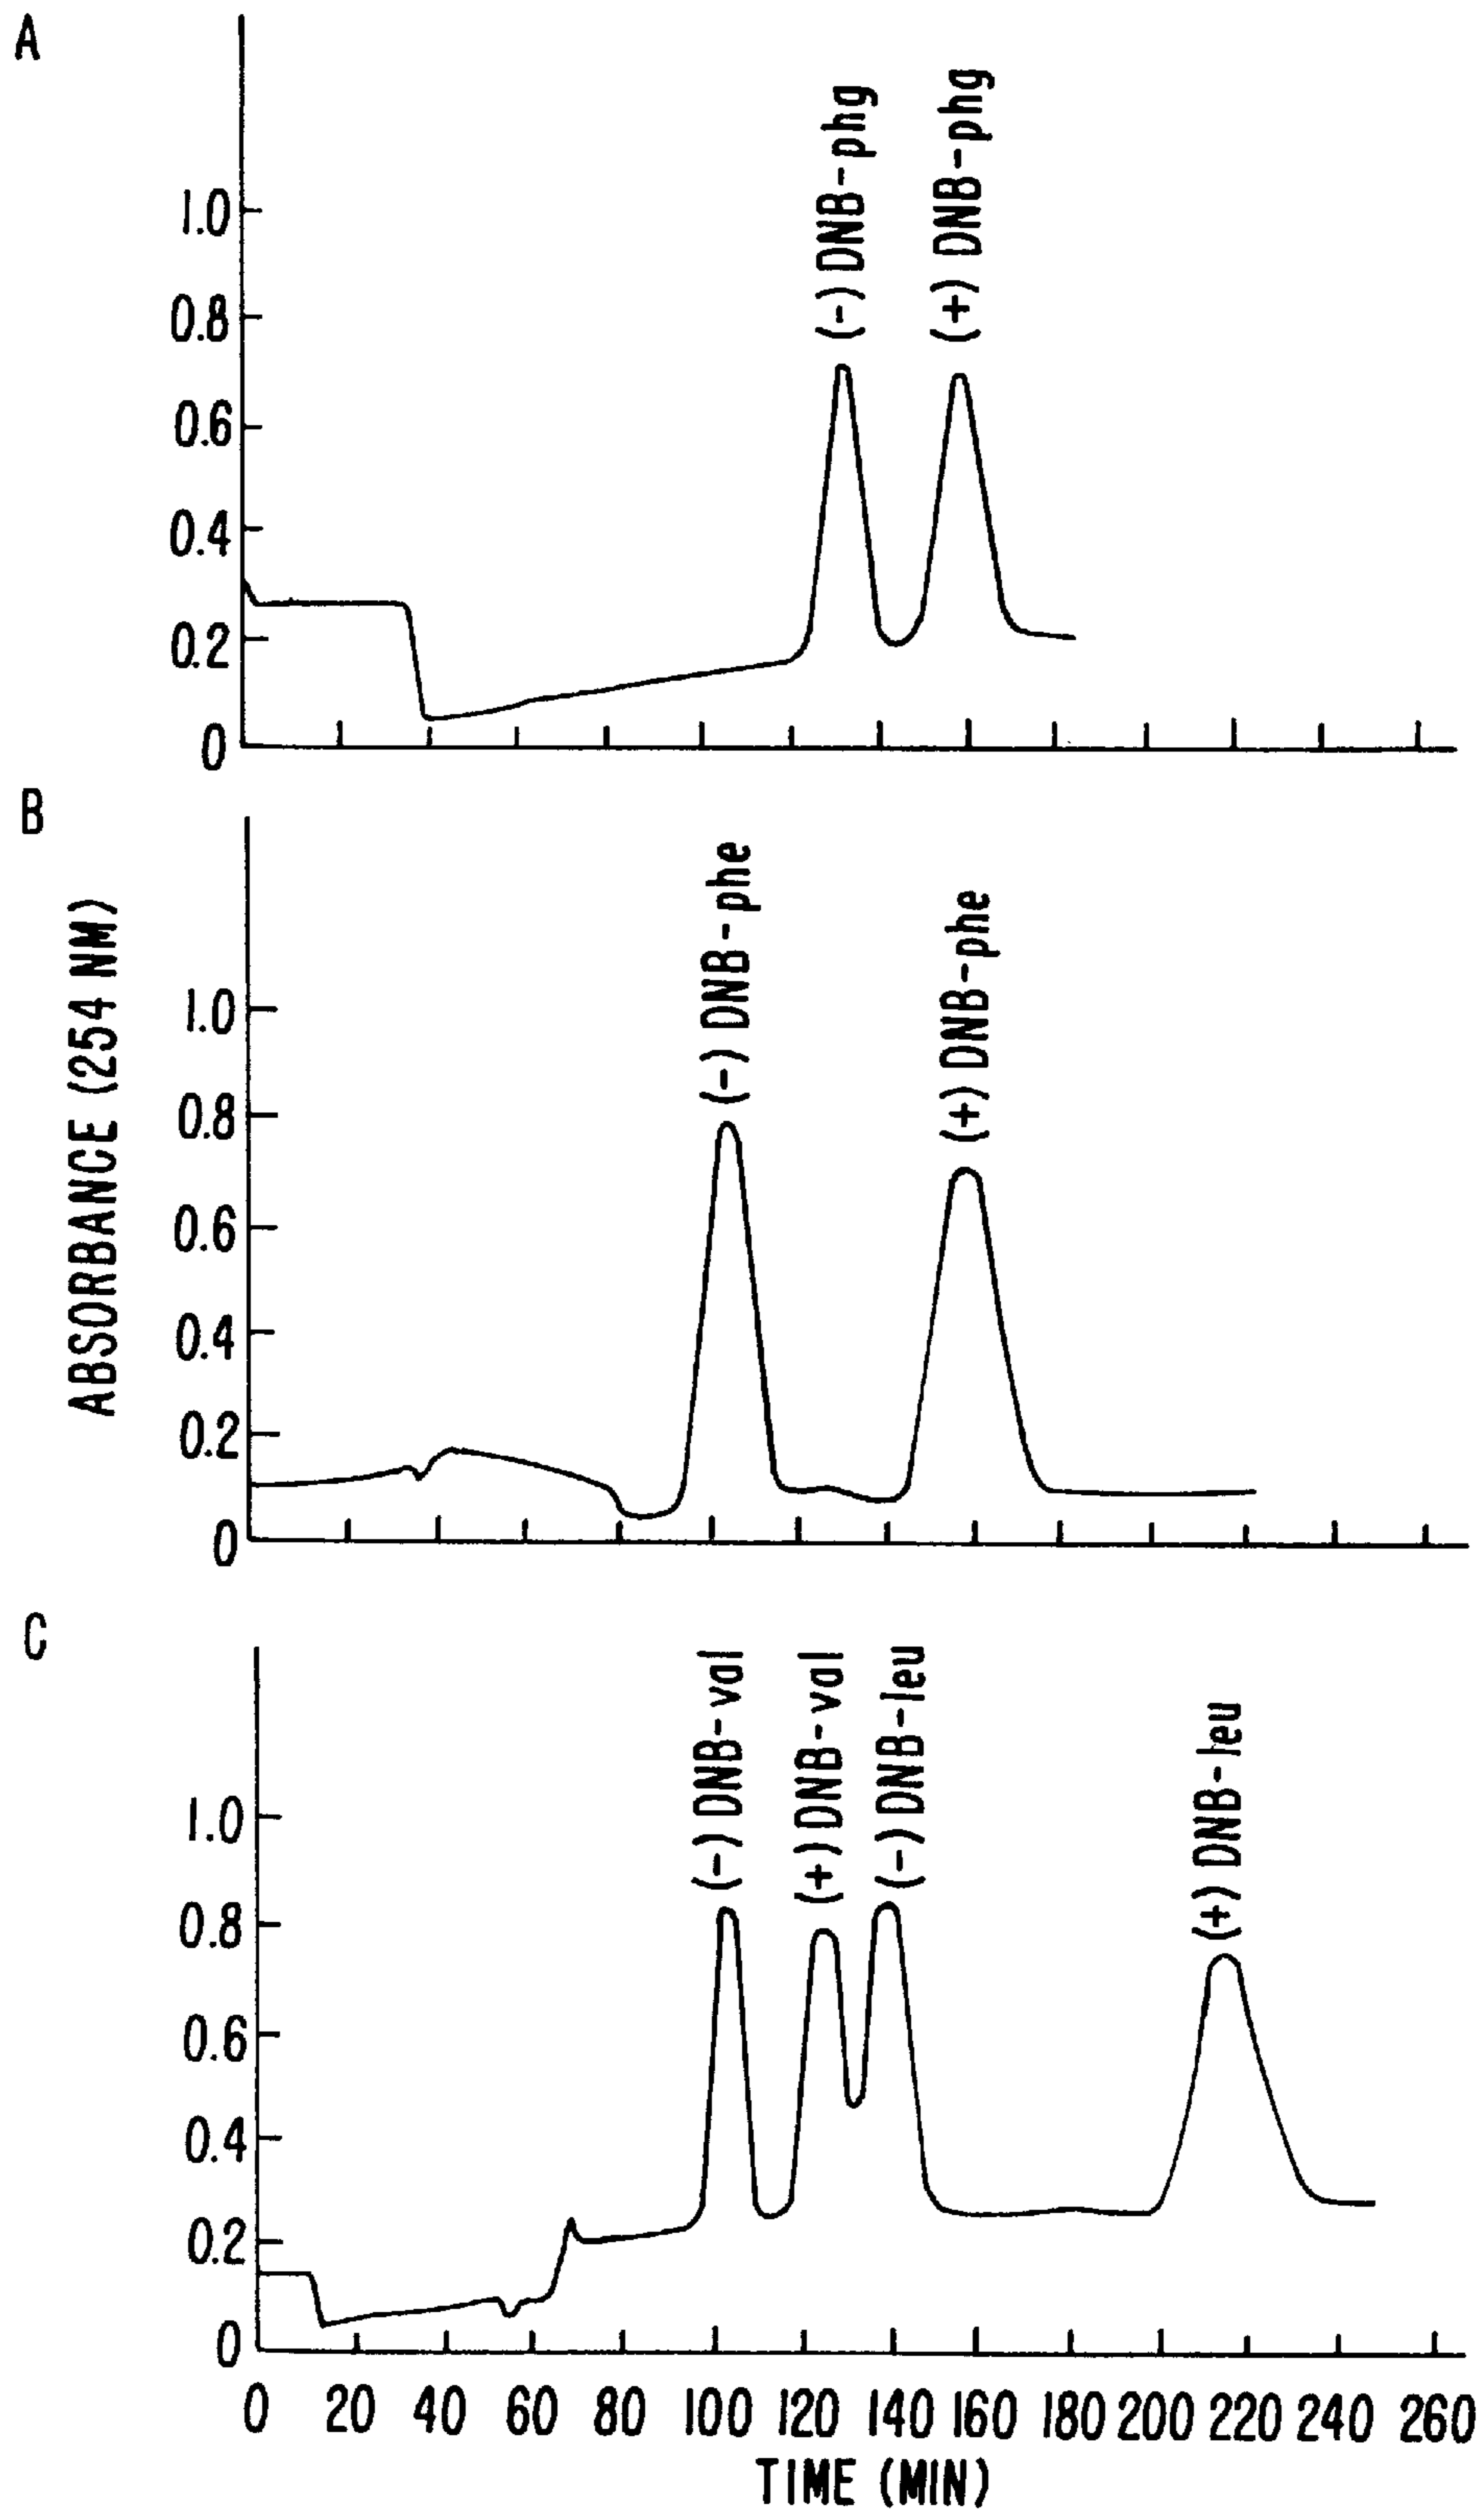 A
(-) DNB-phg
(+) DNB-phg
1.0
0.8
0.6
0.4
0.2
0
B
(-) DNB-phe
(+) DNB-phe
ABSORBANCE (254 NM)
1.0
0.8
0.6
0.4
0.2
0
C
(-) DNB-val
(+) DNB-val
(-) DNB-leu
(+) DNB-leu
1.0
0.8
0.6
0.4
0.2
0
0 20 40 60 80 100 120 140 160 180 200 220 240 260
TIME (MIN)